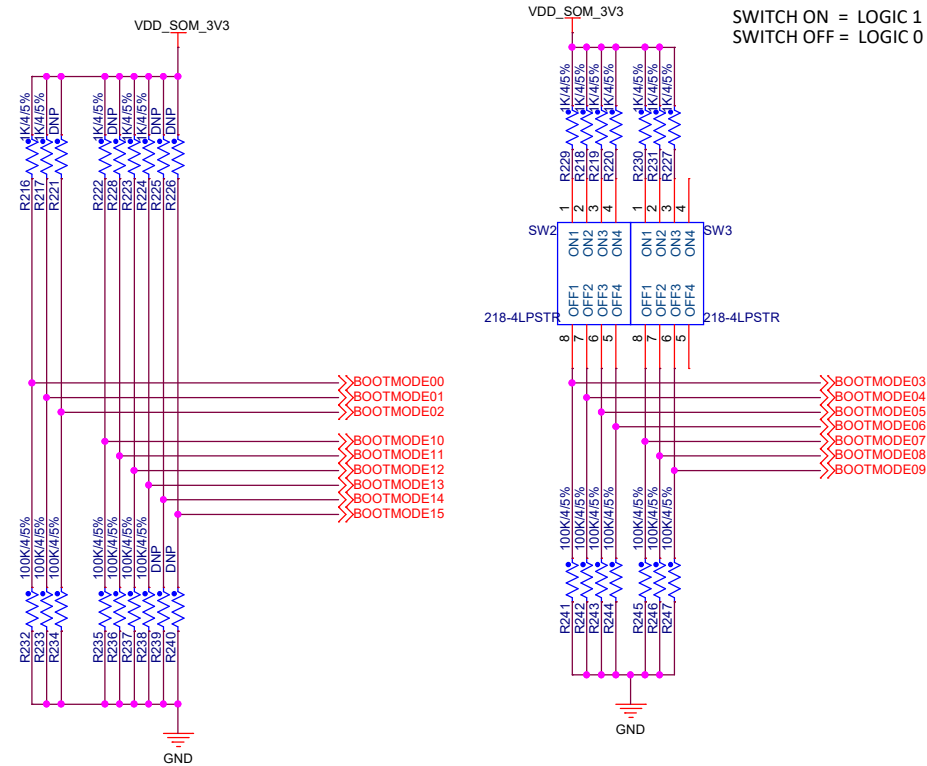 VDD_SOM_3V3
1K/4/5%
1K/4/5%
DNP
1K/4/5%
DNP
1K/4/5%
1K/4/5%
DNP
DNP
R216
R217
R221
R222
R228
R223
R224
R225
R226
BOOTMODE00
BOOTMODE01
BOOTMODE02
BOOTMODE10
BOOTMODE11
BOOTMODE12
BOOTMODE13
BOOTMODE14
BOOTMODE15
100K/4/5%
100K/4/5%
100K/4/5%
100K/4/5%
100K/4/5%
100K/4/5%
100K/4/5%
DNP
DNP
R232
R233
R234
R235
R236
R237
R238
R239
R240
GND
VDD_SOM_3V3
SWITCH ON = LOGIC 1
SWITCH OFF = LOGIC 0
1K/4/5%
1K/4/5%
1K/4/5%
1K/4/5%
1K/4/5%
1K/4/5%
1K/4/5%
R229
R218
R219
R220
R230
R231
R227
1
2
3
4
1
2
3
4
SW2
SW3
ON1
ON2
ON3
ON4
ON1
ON2
ON3
ON4
OFF1
OFF2
OFF3
OFF4
OFF1
OFF2
OFF3
OFF4
218-4LPSTR
218-4LPSTR
8
7
6
5
8
7
6
5
BOOTMODE03
BOOTMODE04
BOOTMODE05
BOOTMODE06
BOOTMODE07
BOOTMODE08
BOOTMODE09
100K/4/5%
100K/4/5%
100K/4/5%
100K/4/5%
100K/4/5%
100K/4/5%
100K/4/5%
R241
R242
R243
R244
R245
R246
R247
GND